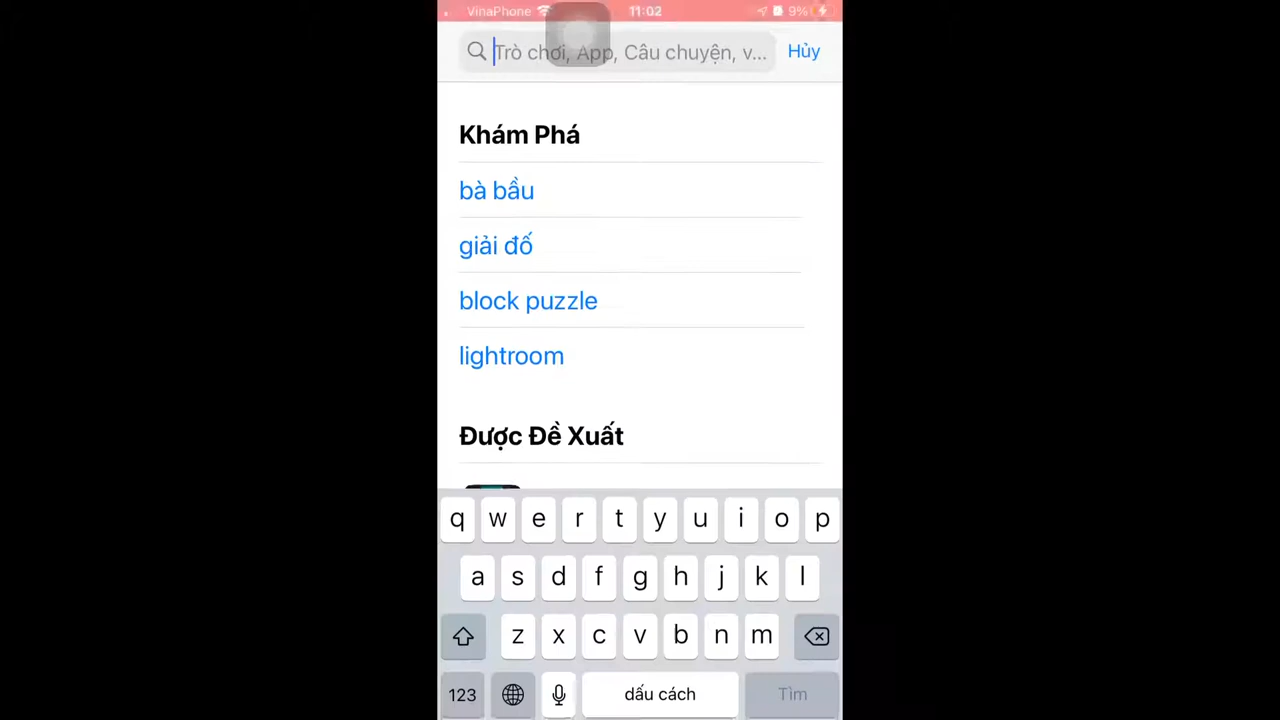 VinaPhone 11:02 9%
Trò chơi, App, Câu chuyện, v... Hủy
Khám Phá
bà bầu
giải đố
block puzzle
lightroom
Được Đề Xuất
q w e r t y u i o p
a s d f g h j k l
z x c v b n m
123 dấu cách Tìm